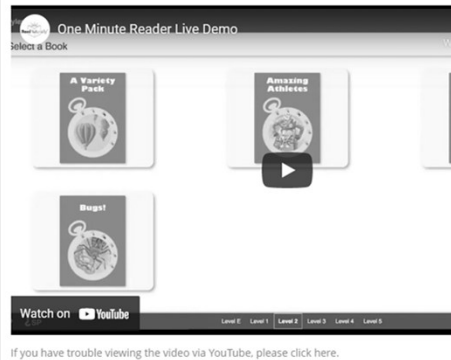 One Minute Reader Live Demo
Select a Book
A Variety
Pack
Amazing
Athletes
Bugs!
Watch on YouTube
Level E Level 1 Level 2 Level 3 Level 4 Level 5
If you have trouble viewing the video via YouTube, please click here.